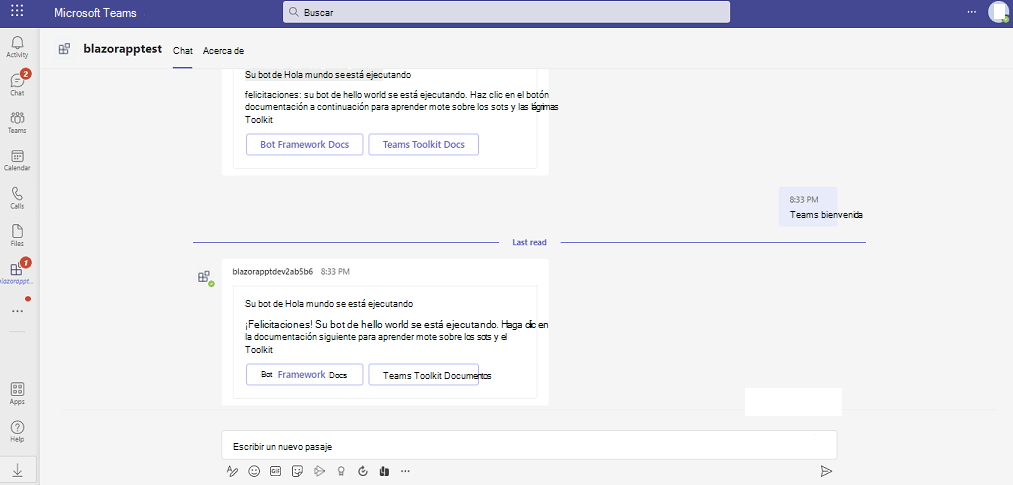 Microsoft Teams
Buscar
blazorapptest
Chat
Acerca de
Activity
2
Chat
Teams
Calendar
Calls
Files
1
blazorappt...
Apps
Help
Su bot de Hola mundo se está ejecutando
felicitaciones: su bot de hello world se está ejecutando. Haz clic en el botón
documentación a continuación para aprender mote sobre los sots y las lágrimas
Toolkit
Bot Framework Docs
Teams Toolkit Docs
8:33 PM
Teams bienvenida
Last read
blazorapptdev2ab5b6 8:33 PM
Su bot de Hola mundo se está ejecutando
¡Felicitaciones! Su bot de hello world se está ejecutando. Haga clic en
la documentación siguiente para aprender mote sobre los sots y el
Toolkit
Bot Framework Docs
Teams Toolkit Documentos
Escribir un nuevo pasaje
GIF